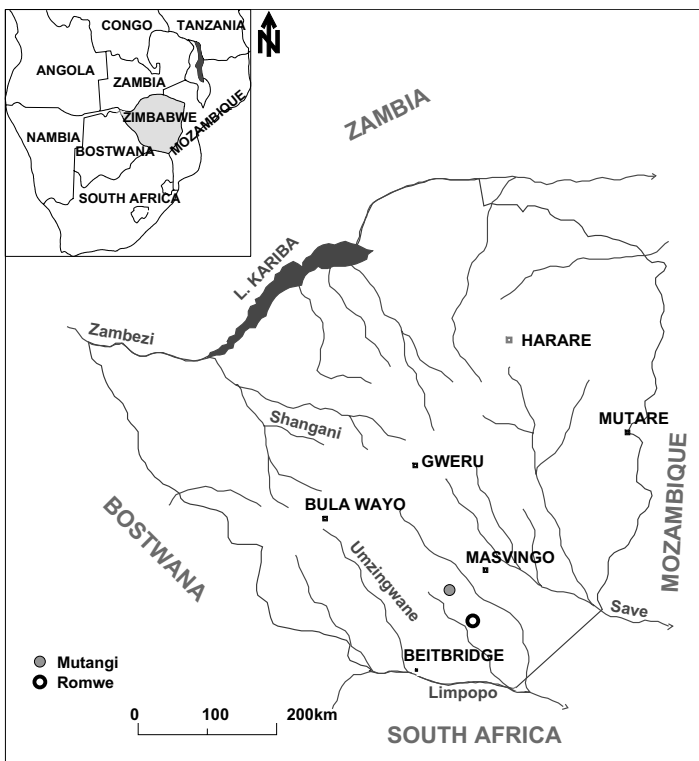 CONGO
TANZANIA
N
ANGOLA
ZAMBIA
ZIMBABWE
MOZAMBIQUE
NAMBIA
BOSTWANA
SOUTH AFRICA
ZAMBIA
L. KARIBA
Zambezi
HARARE
Shangani
MUTARE
GWERU
MOZAMBIQUE
BULA WAYO
BOSTWANA
Umzingwane
MASVINGO
Save
BEITBRIDGE
Mutangi
Romwe
Limpopo
0 100 200km
SOUTH AFRICA